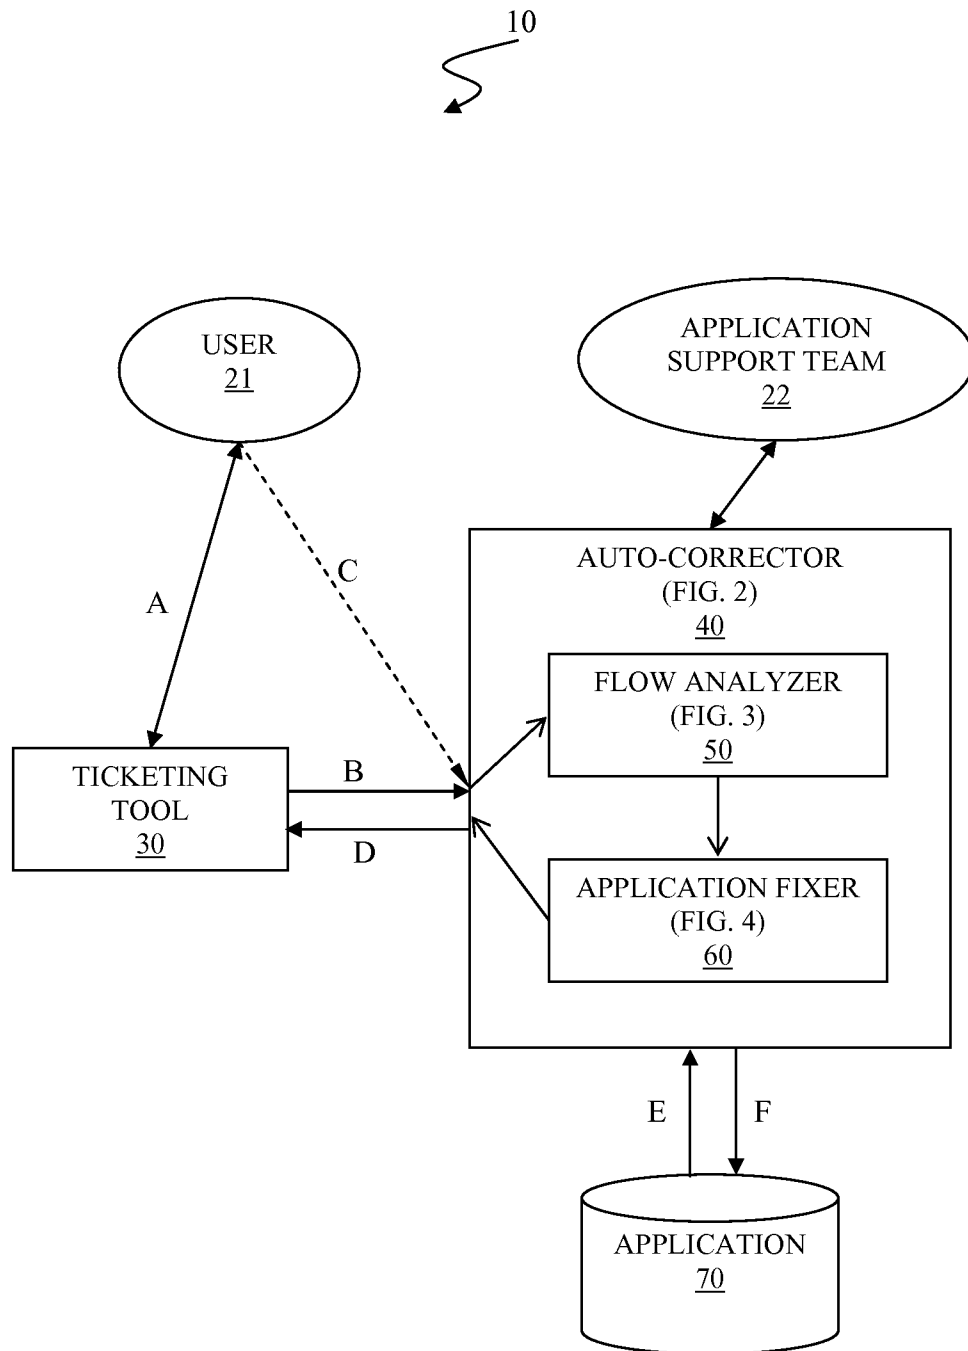 10
USER
21
APPLICATION
SUPPORT TEAM
22
C
A
AUTO-CORRECTOR
(FIG. 2)
40
FLOW ANALYZER
(FIG. 3)
50
TICKETING
TOOL
30
B
D
APPLICATION FIXER
(FIG. 4)
60
E
F
APPLICATION
70